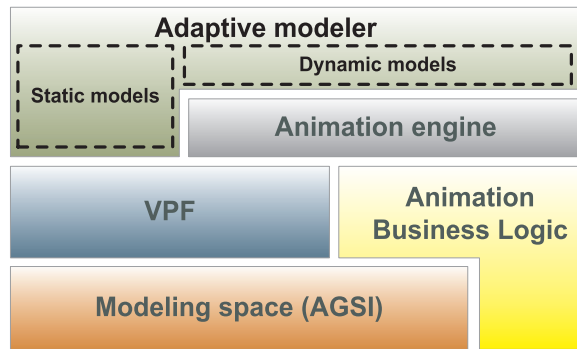 Adaptive modeler
Dynamic models
Static models
Animation engine
VPF
Animation
Business Logic
Modeling space (AGSI)